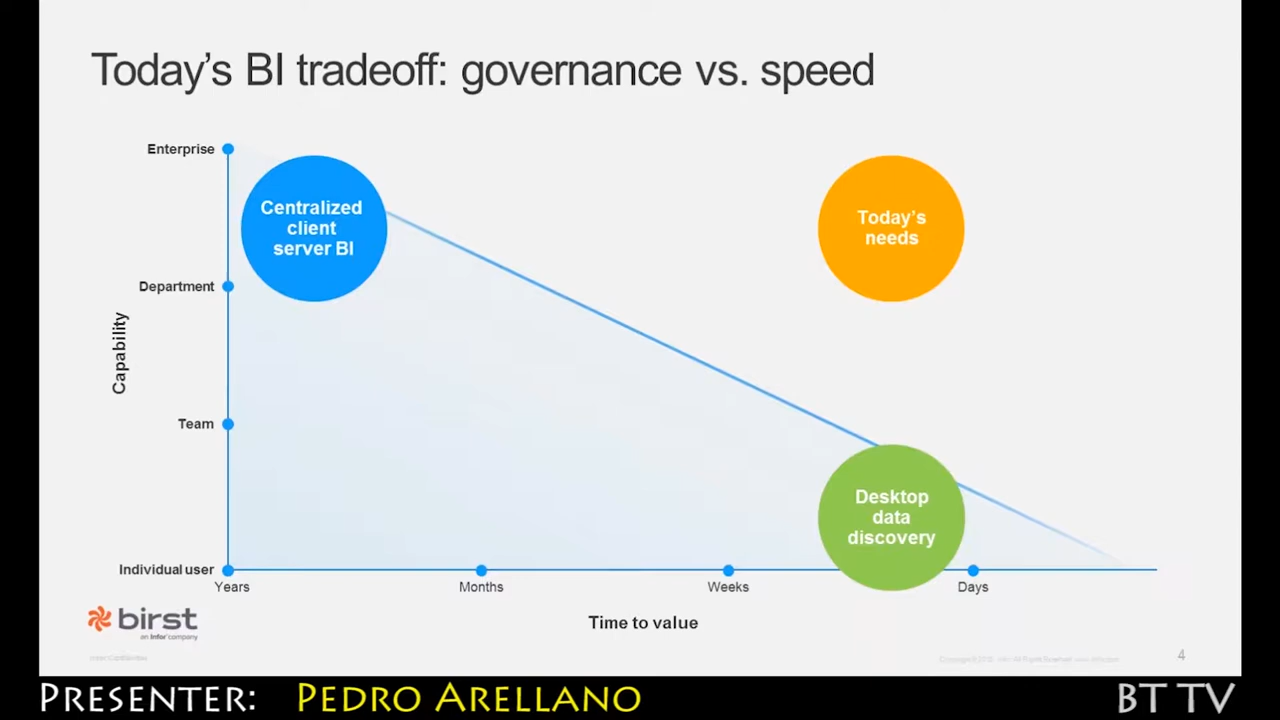 Today's BI tradeoff: governance vs. speed
Enterprise
Centralized
client
server BI
Today's
needs
Department
Capability
Team
Desktop
data
discovery
Individual user
Years
Months
Weeks
Days
Time to value
birst
an Infor company
4
PRESENTER: PEDRO ARELLANO
BT TV